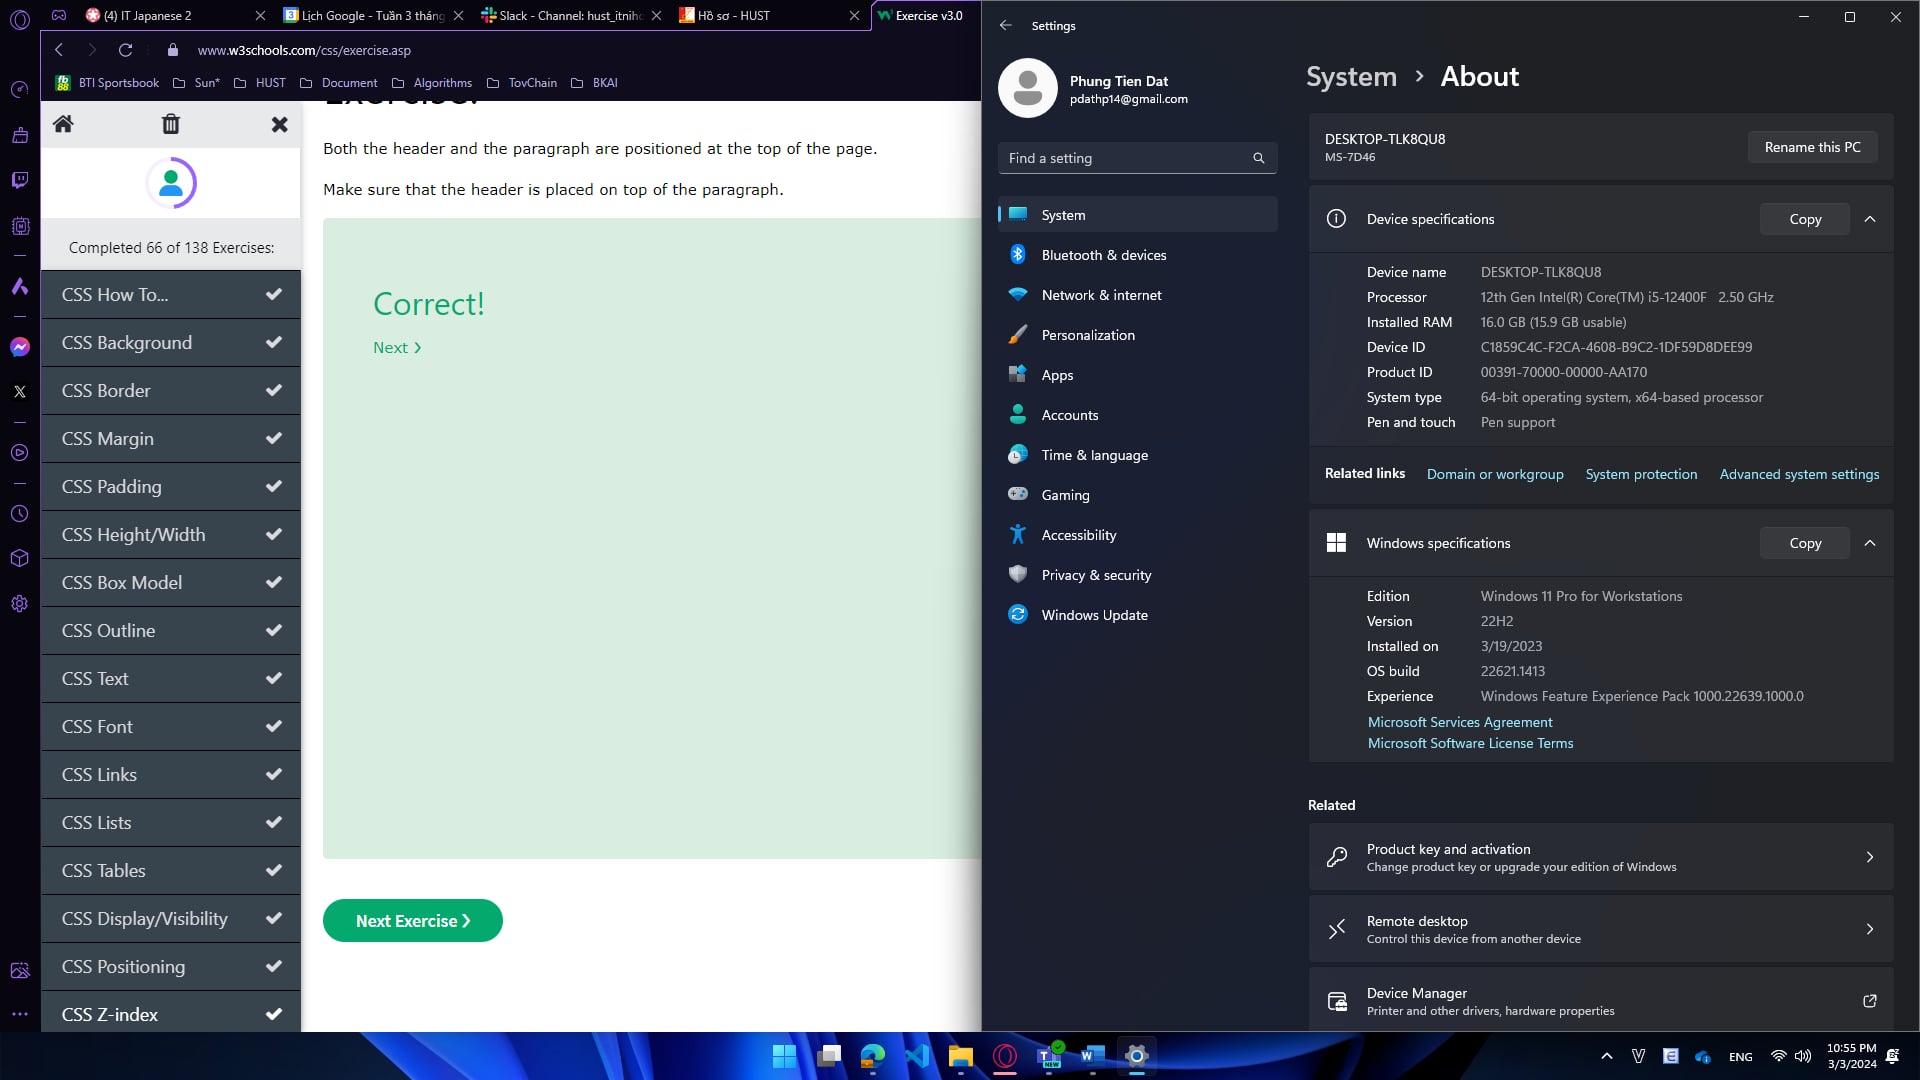 (4) IT Japanese 2
Lịch Google - Tuần 3 tháng
Slack - Channel: hust_itniho
Hồ sơ - HUST
Exercise v3.0
www.w3schools.com/css/exercise.asp
BTI Sportsbook
Sun*
HUST
Document
Algorithms
TovChain
BKAI
Completed 66 of 138 Exercises:
CSS How To...
CSS Background
CSS Border
CSS Margin
CSS Padding
CSS Height/Width
CSS Box Model
CSS Outline
CSS Text
CSS Font
CSS Links
CSS Lists
CSS Tables
CSS Display/Visibility
CSS Positioning
CSS Z-index
Exercise:
Both the header and the paragraph are positioned at the top of the page.
Make sure that the header is placed on top of the paragraph.
Correct!
Next ❯
Next Exercise ❯
Settings
Phung Tien Dat
pdathp14@gmail.com
Find a setting
System
Bluetooth & devices
Network & internet
Personalization
Apps
Accounts
Time & language
Gaming
Accessibility
Privacy & security
Windows Update
System › About
DESKTOP-TLK8QU8
MS-7D46
Rename this PC
Device specifications
Copy
Device name DESKTOP-TLK8QU8
Processor 12th Gen Intel(R) Core(TM) i5-12400F 2.50 GHz
Installed RAM 16.0 GB (15.9 GB usable)
Device ID C1859C4C-F2CA-4608-B9C2-1DF59D8DEE99
Product ID 00391-70000-00000-AA170
System type 64-bit operating system, x64-based processor
Pen and touch Pen support
Related links Domain or workgroup System protection Advanced system settings
Windows specifications
Copy
Edition Windows 11 Pro for Workstations
Version 22H2
Installed on 3/19/2023
OS build 22621.1413
Experience Windows Feature Experience Pack 1000.22639.1000.0
Microsoft Services Agreement
Microsoft Software License Terms
Related
Product key and activation
Change product key or upgrade your edition of Windows
Remote desktop
Control this device from another device
Device Manager
Printer and other drivers, hardware properties
ENG
10:55 PM
3/3/2024